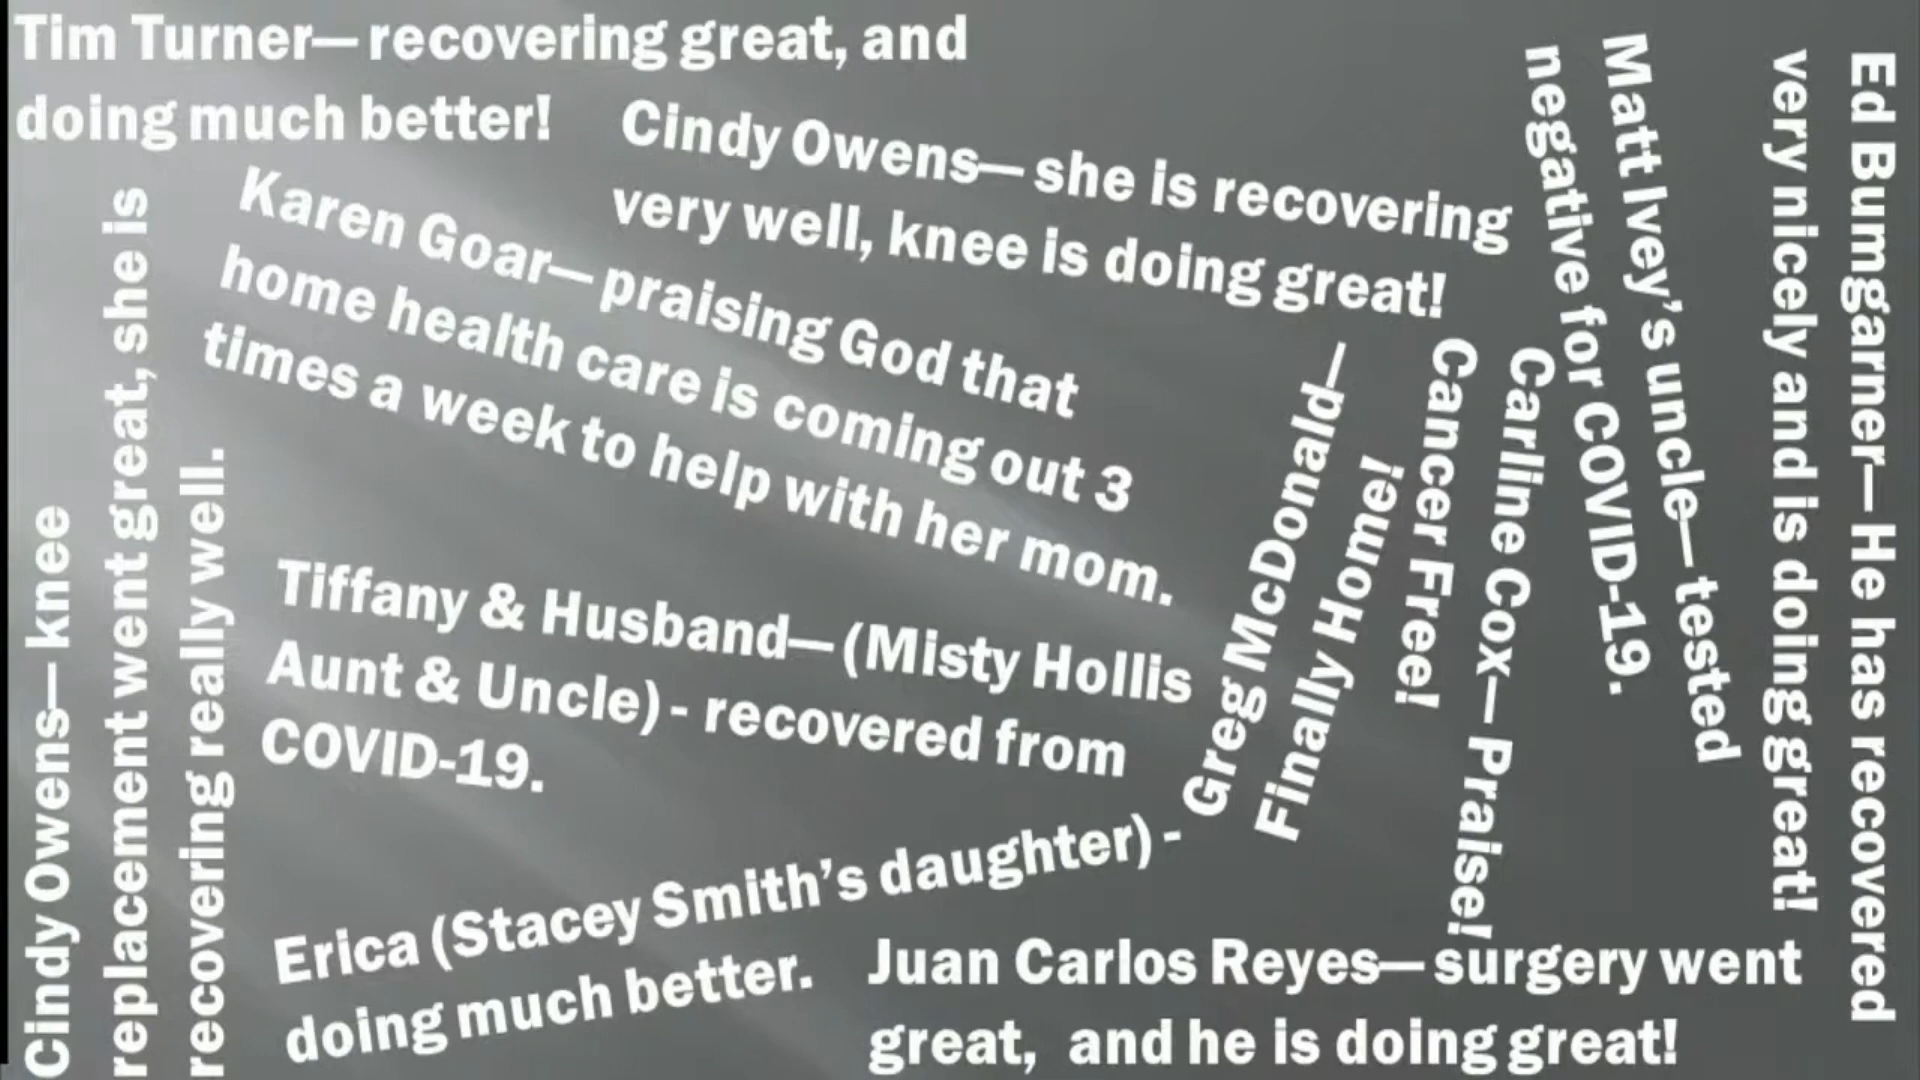 Tim Turner—recovering great, and
doing much better!
Cindy Owens—she is recovering
very well, knee is doing great!
Karen Goar—praising God that
home health care is coming out 3
times a week to help with her mom.
Cindy Owens—knee
replacement went great, she is
recovering really well.
Tiffany & Husband—(Misty Hollis
Aunt & Uncle) - recovered from
COVID-19.
Erica (Stacey Smith’s daughter) -
doing much better.
Juan Carlos Reyes—surgery went
great,  and he is doing great!
Greg McDonald—
Finally Home!
Carline Cox—Praise!
Cancer Free!
Matt Ivey’s uncle—tested
negative for COVID-19.
Ed Bumgarner—He has recovered
very nicely and is doing great!